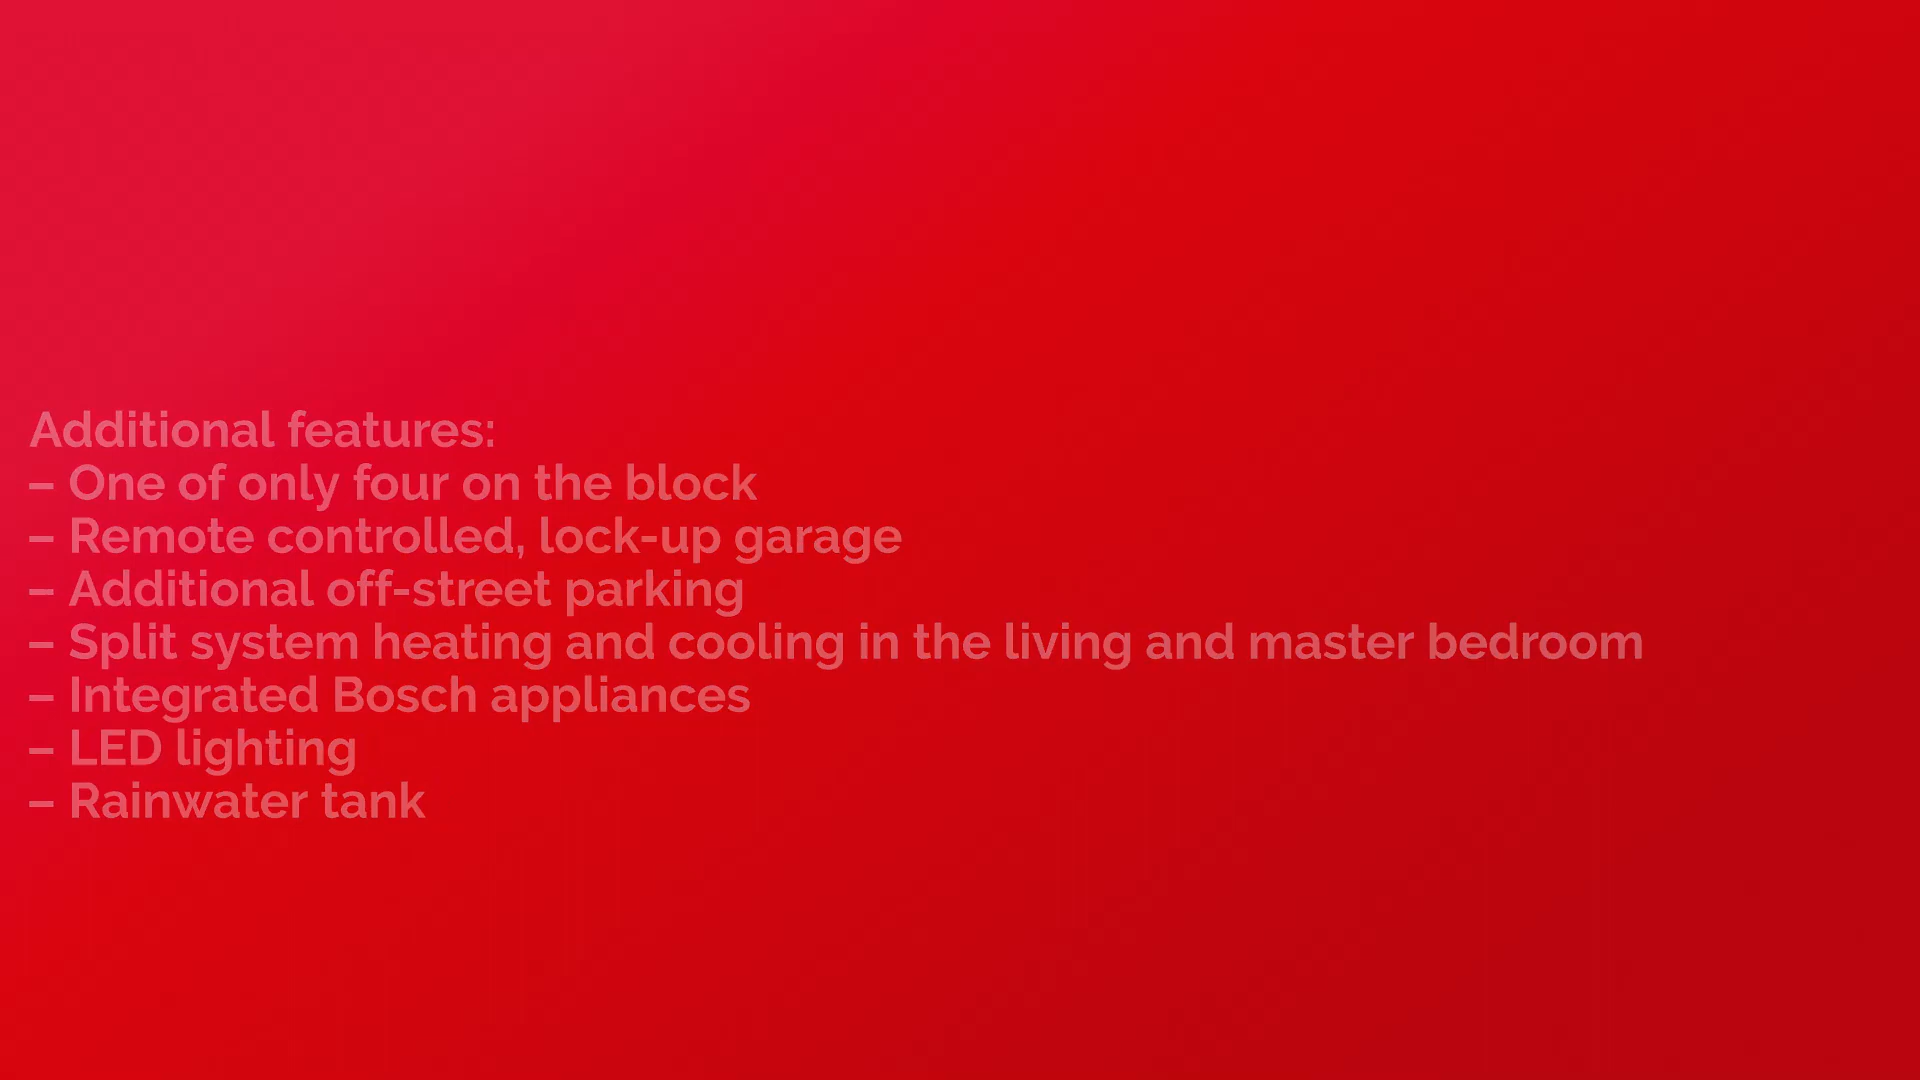 Additional features:
– One of only four on the block
– Remote controlled, lock-up garage
– Additional off-street parking
– Split system heating and cooling in the living and master bedroom
– Integrated Bosch appliances
– LED lighting
– Rainwater tank